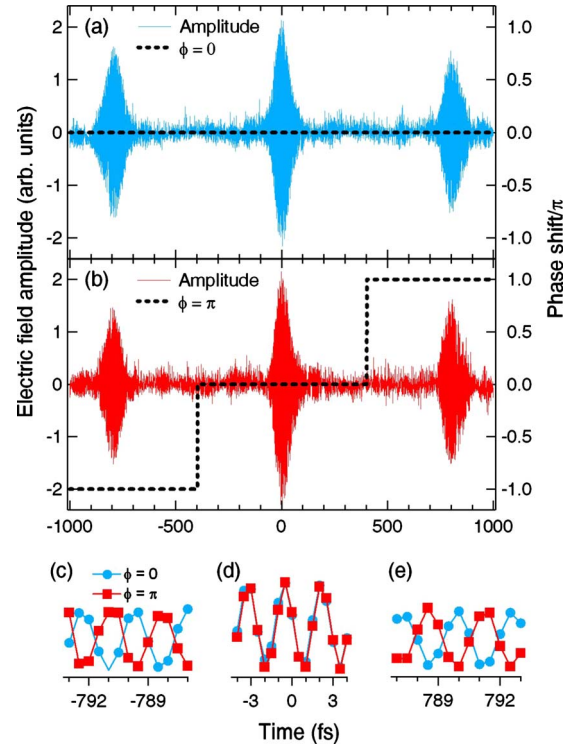 (a)
Amplitude
ϕ = 0
2
1
0
-1
-2
1.0
0.5
0.0
-0.5
-1.0
(b)
Amplitude
ϕ = π
2
1
0
-1
-2
1.0
0.5
0.0
-0.5
-1.0
Electric field amplitude (arb. units)
Phase shift/π
-1000 -500 0 500 1000
(c) (d) (e)
ϕ = 0
ϕ = π
-792 -789 -3 0 3 789 792
Time (fs)